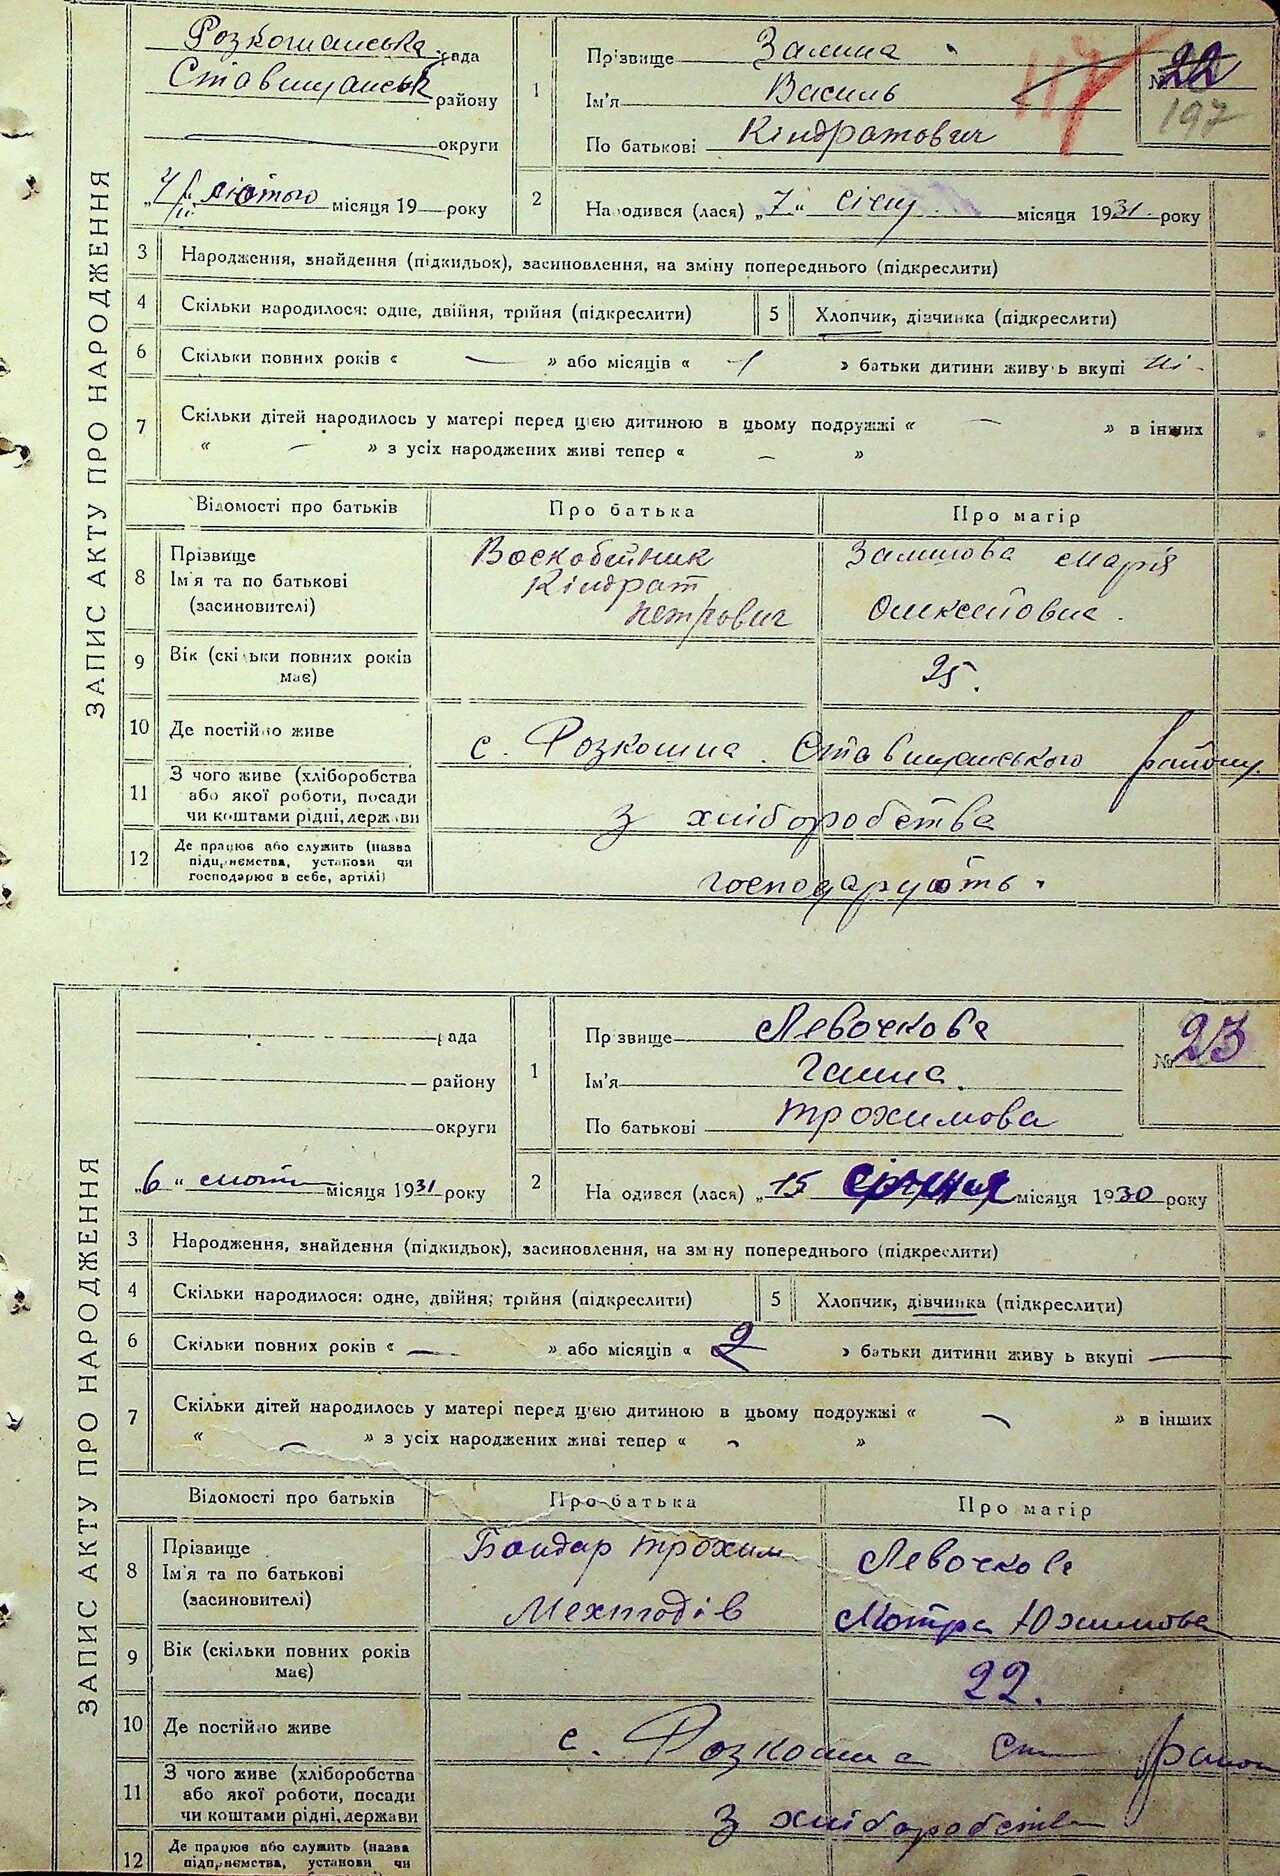 ЗАПИС АКТУ ПРО НАРОДЖЕННЯ
Розкошанська рада
Ставищанськ району
округи
лютого місяця 19 року
1
Прізвище
Ім'я Василь
По батькові Кіндратович
№ 22
197
117
2
Народився (лася) „7“ січн місяця 1931 року
3 Народження, знайдення (підкидьок), засиновлення, на зміну попереднього (підкреслити)
4 Скільки народилося: одне, двійня, трійня (підкреслити)
5 Хлопчик, дівчинка (підкреслити)
6 Скільки повних років « — » або місяців « 1 » батьки дитини живуть вкупі ні -
7 Скільки дітей народилось у матері перед цією дитиною в цьому подружжі « — » в інших
« — » з усіх народжених живі тепер « — »
Відомості про батьків Про батька Про матір
8 Прізвище
Ім'я та по батькові
(засиновителі)
Воскобійник
Кіндрат
Петрович
Марія
Олексіївна.
9 Вік (скільки повних років має)
25.
10 Де постійно живе
с. Розкошна. Ставищанського району.
11 З чого живе (хліборобства
або якої роботи, посади
чи коштами рідні, держави
з хліборобства
12 Де працює або служить (назва
підприємства, установи чи
господарює в себе, артілі)
господарують.
ЗАПИС АКТУ ПРО НАРОДЖЕННЯ
рада
району
округи
„6“ лют місяця 1931 року
1
Прізвище Левочкова
Ім'я Ганна.
По батькові Трохимова
№ 23
2
Народився (лася) „15 січня місяця 1930 року
3 Народження, знайдення (підкидьок), засиновлення, на зміну попереднього (підкреслити)
4 Скільки народилося: одне, двійня, трійня (підкреслити)
5 Хлопчик, дівчинка (підкреслити)
6 Скільки повних років « — » або місяців « 2 » батьки дитини живуть вкупі —
7 Скільки дітей народилось у матері перед цією дитиною в цьому подружжі « — » в інших
« — » з усіх народжених живі тепер « — »
Відомості про батьків Про батька Про матір
8 Прізвище
Ім'я та по батькові
(засиновителі)
Бондар Трохим
Мехтодів
Левочкова
Мотря Юхимова
9 Вік (скільки повних років має)
22.
10 Де постійно живе
с. Розкошна Ст район
11 З чого живе (хліборобства
або якої роботи, посади
чи коштами рідні, держави
з хліборобства
12 Де працює або служить (назва
підприємства, установи чи